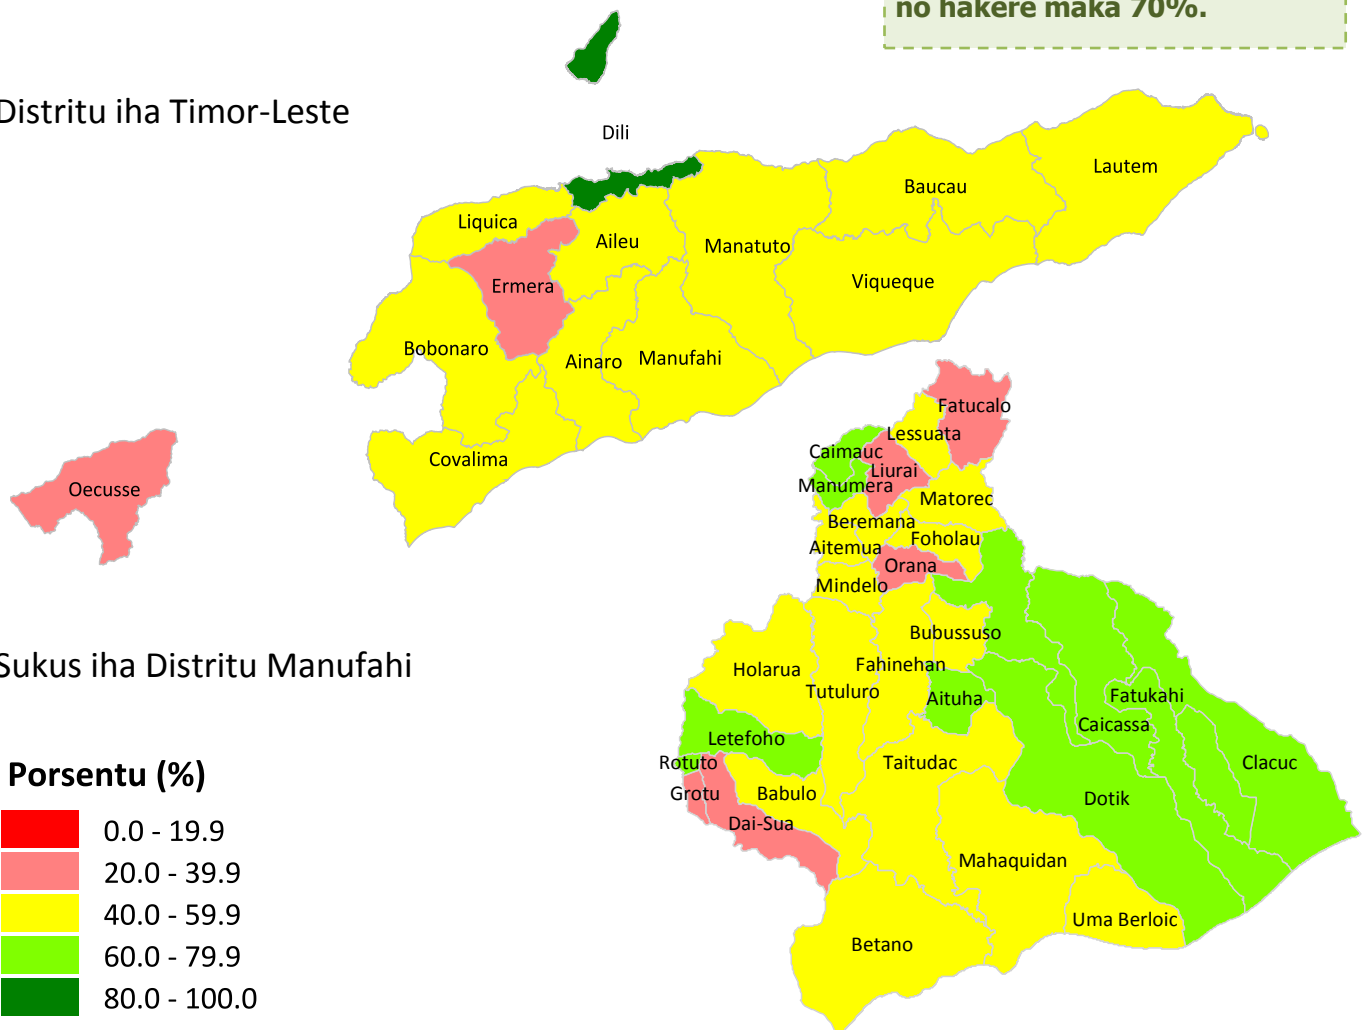 no hakere maka 70%.
Distritu iha Timor-Leste
Dili
Lautem
Baucau
Liquica
Aileu
Manatuto
Viqueque
Ermera
Bobonaro
Ainaro
Manufahi
Covalima
Oecusse
Fatucalo
Lessuata
Caimauc
Liurai
Manumera
Matorec
Beremana
Foholau
Aitemua
Orana
Mindelo
Bubussuso
Sukus iha Distritu Manufahi
Holarua
Fahinehan
Tutuluro
Aituha
Fatukahi
Caicassa
Letefoho
Rotuto
Taitudac
Clacuc
Grotu
Babulo
Dotik
Dai-Sua
Mahaquidan
Uma Berloic
Betano
Porsentu (%)
0.0 - 19.9
20.0 - 39.9
40.0 - 59.9
60.0 - 79.9
80.0 - 100.0